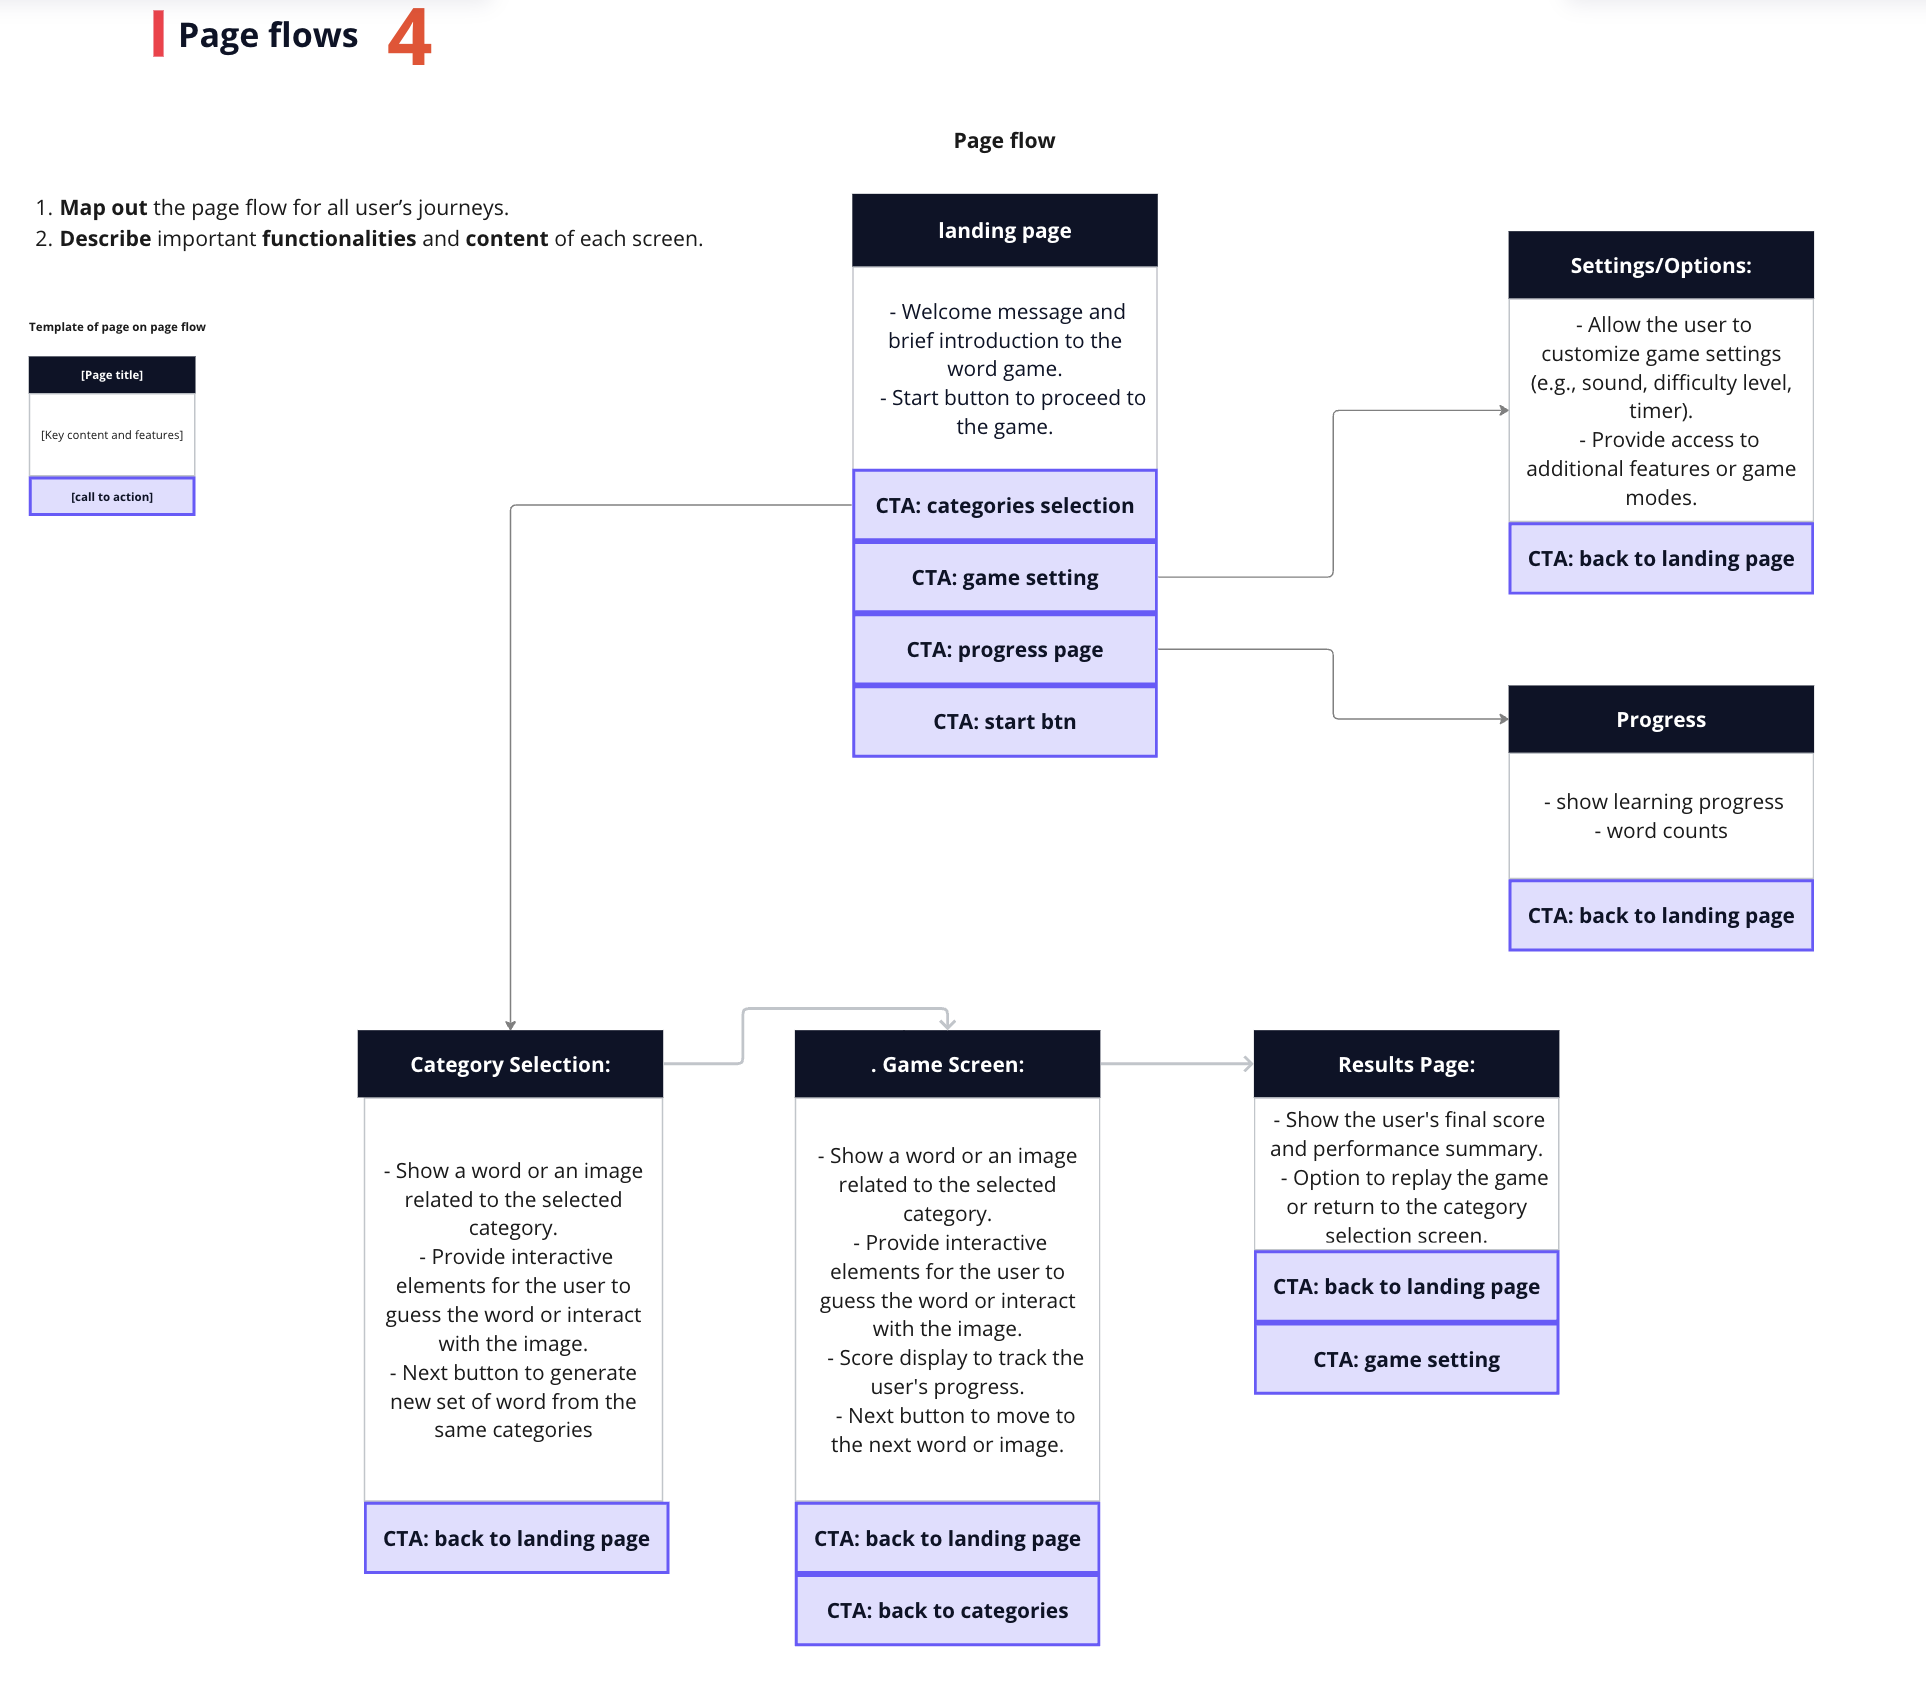 Page flows 4
Page flow
1. Map out the page flow for all user’s journeys.
2. Describe important functionalities and content of each screen.
Template of page on page flow
[Page title]
[Key content and features]
[call to action]
landing page
- Welcome message and
brief introduction to the
word game.
- Start button to proceed to
the game.
CTA: categories selection
CTA: game setting
CTA: progress page
CTA: start btn
Settings/Options:
- Allow the user to
customize game settings
(e.g., sound, difficulty level,
timer).
- Provide access to
additional features or game
modes.
CTA: back to landing page
Progress
- show learning progress
- word counts
CTA: back to landing page
Category Selection:
- Show a word or an image
related to the selected
category.
- Provide interactive
elements for the user to
guess the word or interact
with the image.
- Next button to generate
new set of word from the
same categories
CTA: back to landing page
. Game Screen:
- Show a word or an image
related to the selected
category.
- Provide interactive
elements for the user to
guess the word or interact
with the image.
- Score display to track the
user's progress.
- Next button to move to
the next word or image.
CTA: back to landing page
CTA: back to categories
Results Page:
- Show the user's final score
and performance summary.
- Option to replay the game
or return to the category
selection screen.
CTA: back to landing page
CTA: game setting